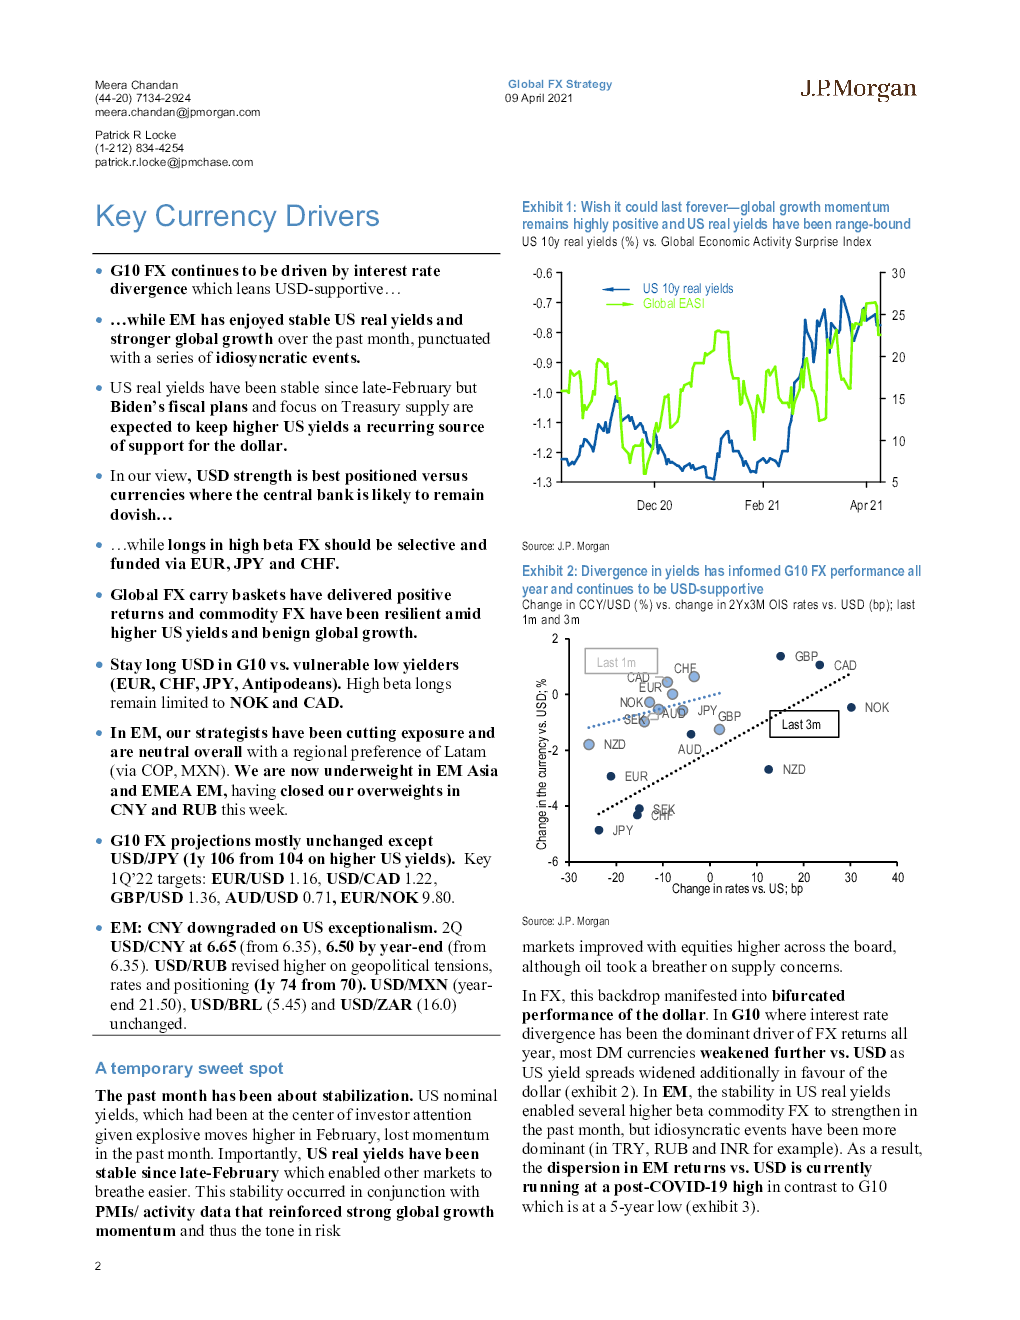 Meera Chandan
(44-20) 7134-2924
meera.chandan@jpmorgan.com
Patrick R Locke
(1-212) 834-4254
patrick.r.locke@jpmchase.com
Global FX Strategy
09 April 2021
J.P.Morgan
Key Currency Drivers
• G10 FX continues to be driven by interest rate
divergence which leans USD-supportive…
• …while EM has enjoyed stable US real yields and
stronger global growth over the past month, punctuated
with a series of idiosyncratic events.
• US real yields have been stable since late-February but
Biden's fiscal plans and focus on Treasury supply are
expected to keep higher US yields a recurring source
of support for the dollar.
• In our view, USD strength is best positioned versus
currencies where the central bank is likely to remain
dovish…
• …while longs in high beta FX should be selective and
funded via EUR, JPY and CHF.
• Global FX carry baskets have delivered positive
returns and commodity FX have been resilient amid
higher US yields and benign global growth.
• Stay long USD in G10 vs. vulnerable low yielders
(EUR, CHF, JPY, Antipodeans). High beta longs
remain limited to NOK and CAD.
• In EM, our strategists have been cutting exposure and
are neutral overall with a regional preference of Latam
(via COP, MXN). We are now underweight in EM Asia
and EMEA EM, having closed our overweights in
CNY and RUB this week.
• G10 FX projections mostly unchanged except
USD/JPY (1y 106 from 104 on higher US yields). Key
1Q'22 targets: EUR/USD 1.16, USD/CAD 1.22,
GBP/USD 1.36, AUD/USD 0.71, EUR/NOK 9.80.
• EM: CNY downgraded on US exceptionalism. 2Q
USD/CNY at 6.65 (from 6.35), 6.50 by year-end (from
6.35). USD/RUB revised higher on geopolitical tensions,
rates and positioning (1y 74 from 70). USD/MXN (year-
end 21.50), USD/BRL (5.45) and USD/ZAR (16.0)
unchanged.
A temporary sweet spot
The past month has been about stabilization. US nominal
yields, which had been at the center of investor attention
given explosive moves higher in February, lost momentum
in the past month. Importantly, US real yields have been
stable since late-February which enabled other markets to
breathe easier. This stability occurred in conjunction with
PMIs/ activity data that reinforced strong global growth
momentum and thus the tone in risk
Exhibit 1: Wish it could last forever—global growth momentum
remains highly positive and US real yields have been range-bound
US 10y real yields (%) vs. Global Economic Activity Surprise Index
-0.6
-0.7
-0.8
-0.9
-1.0
-1.1
-1.2
-1.3
US 10y real yields
Global EASI
30
25
20
15
10
5
Dec 20
Feb 21
Apr 21
Source: J.P. Morgan
Exhibit 2: Divergence in yields has informed G10 FX performance all
year and continues to be USD-supportive
Change in CCY/USD (%) vs. change in 2Yx3M OIS rates vs. USD (bp); last
1m and 3m
Change in the currency vs. USD; %
2
0
-2
-4
-6
Last 1m
CAD
CHF
EUR
NOK
SEK
AUD
JPY
GBP
NZD
GBP
CAD
NOK
Last 3m
AUD
NZD
EUR
SEK
CHF
JPY
-30
-20
-10
0
10
20
30
40
Change in rates vs. US; bp
Source: J.P. Morgan
markets improved with equities higher across the board,
although oil took a breather on supply concerns.
In FX, this backdrop manifested into bifurcated
performance of the dollar. In G10 where interest rate
divergence has been the dominant driver of FX returns all
year, most DM currencies weakened further vs. USD as
US yield spreads widened additionally in favour of the
dollar (exhibit 2). In EM, the stability in US real yields
enabled several higher beta commodity FX to strengthen in
the past month, but idiosyncratic events have been more
dominant (in TRY, RUB and INR for example). As a result,
the dispersion in EM returns vs. USD is currently
running at a post-COVID-19 high in contrast to G10
which is at a 5-year low (exhibit 3).
2